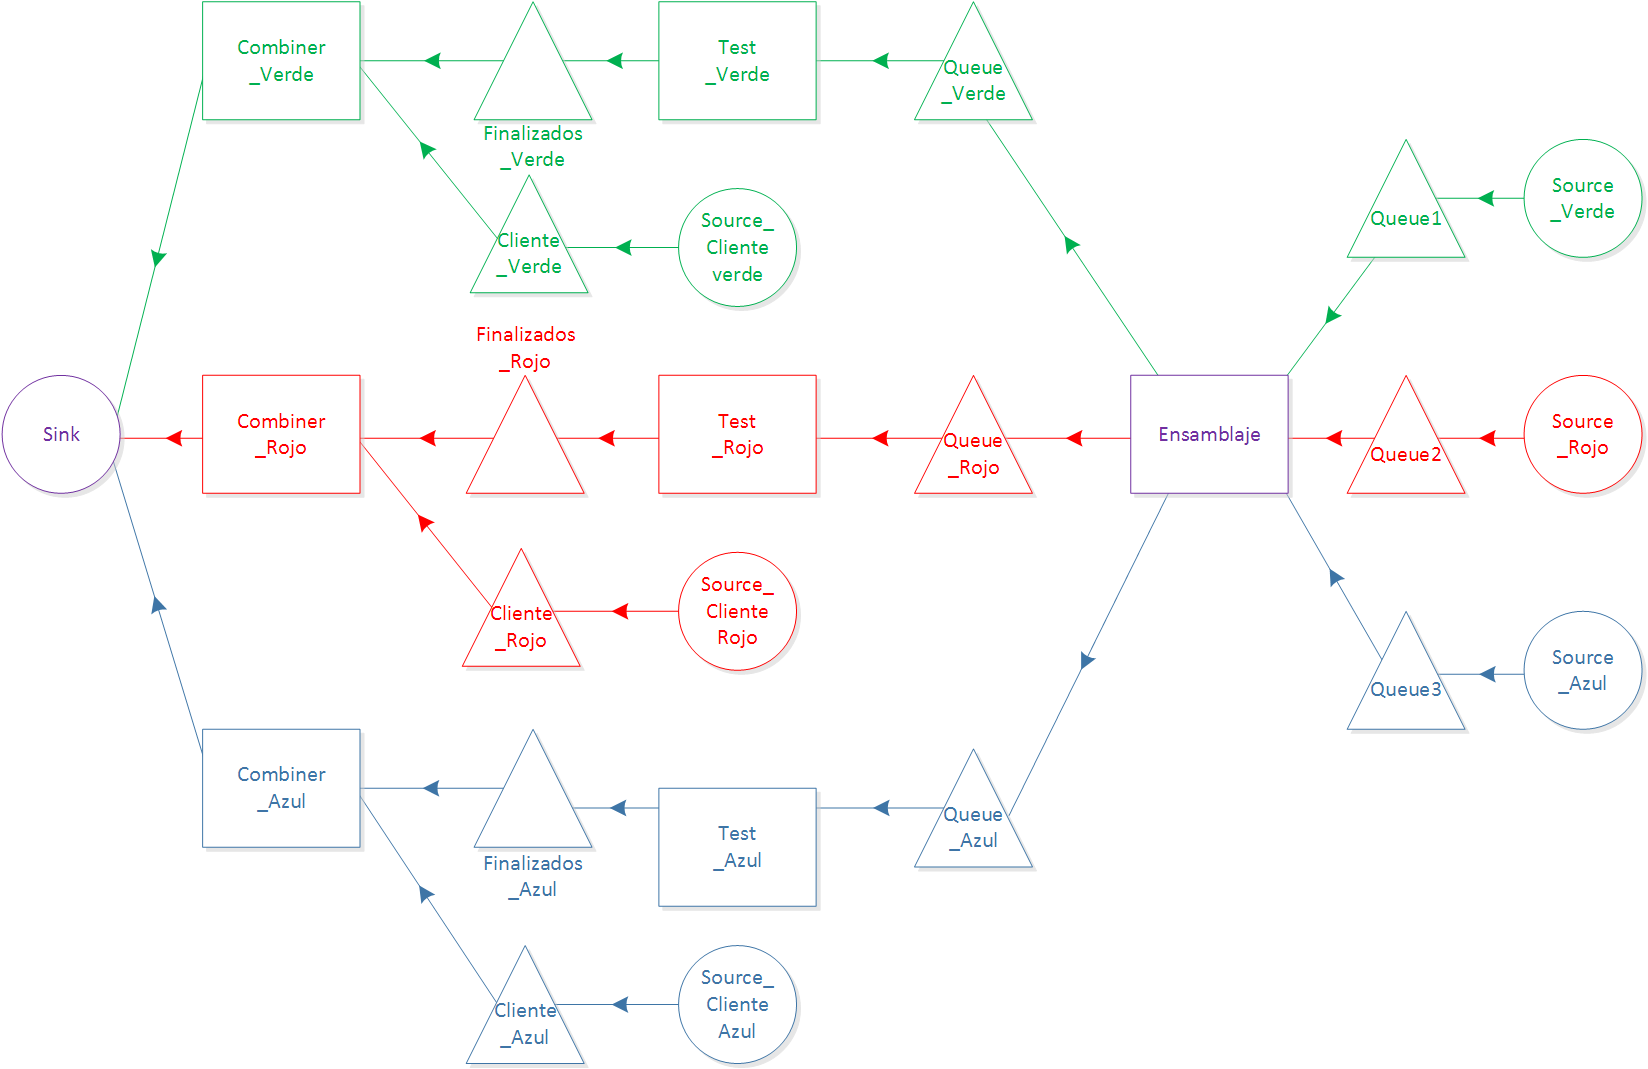 Combiner
_Verde
Finalizados
_Verde
Test
_Verde
Queue
_Verde
Cliente
_Verde
Source_
Cliente
verde
Queue1
Source
_Verde
Sink
Combiner
_Rojo
Finalizados
_Rojo
Test
_Rojo
Queue
_Rojo
Ensamblaje
Queue2
Source
_Rojo
Cliente
_Rojo
Source_
Cliente
Rojo
Queue3
Source
_Azul
Combiner
_Azul
Finalizados
_Azul
Test
_Azul
Queue
_Azul
Cliente
_Azul
Source_
Cliente
Azul